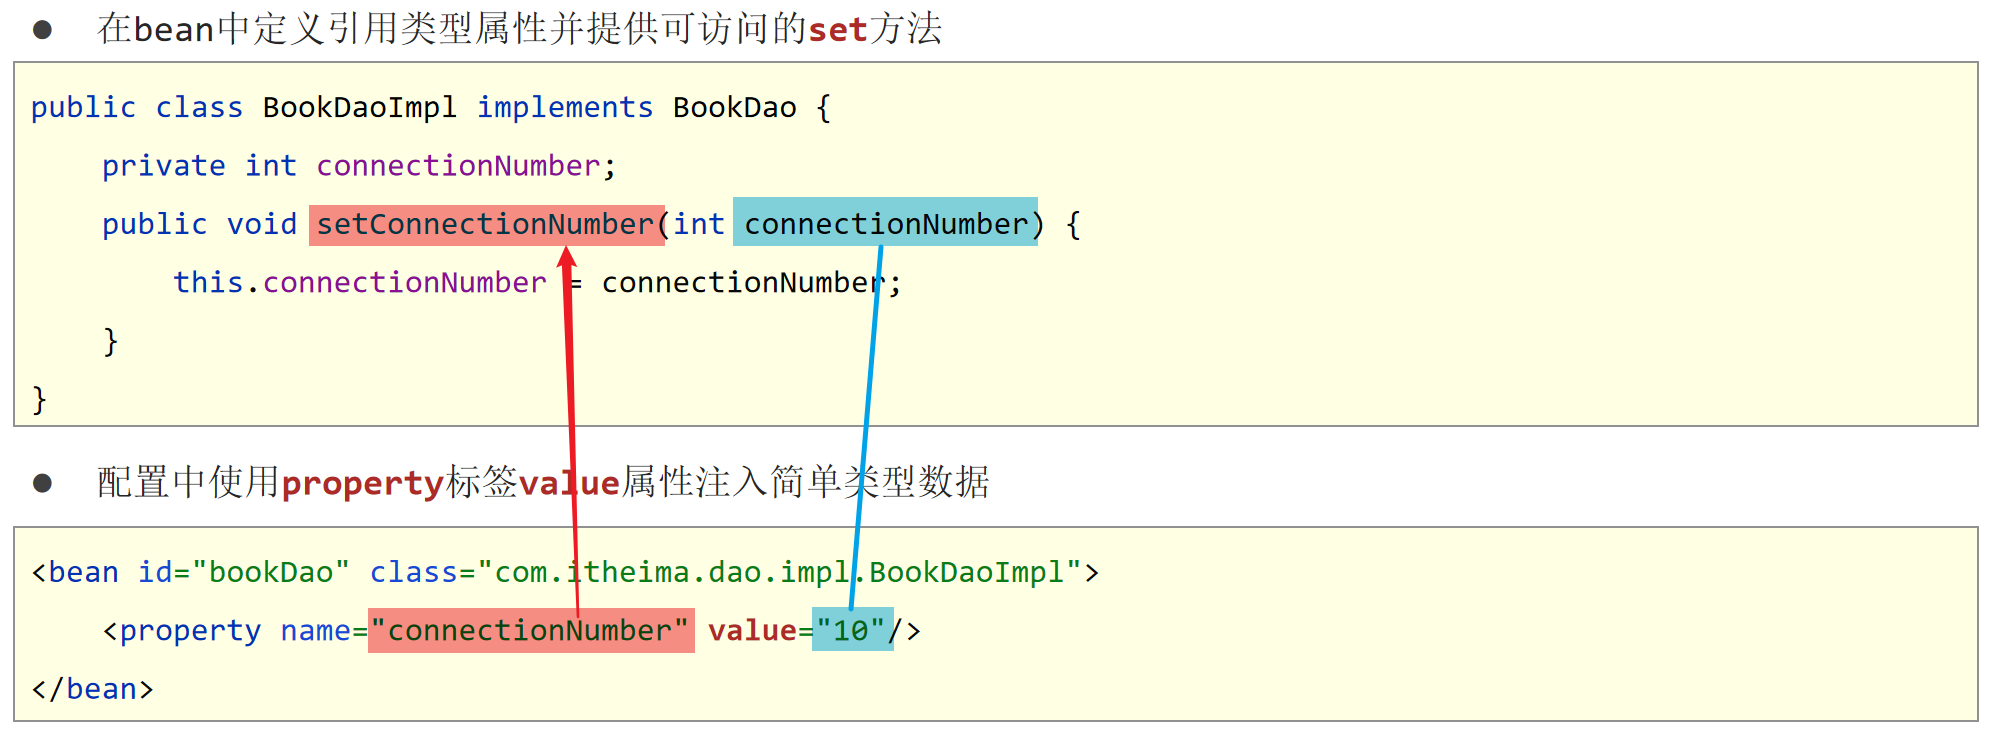 ● 在bean中定义引用类型属性并提供可访问的set方法
public class BookDaoImpl implements BookDao {
    private int connectionNumber;
    public void setConnectionNumber(int connectionNumber) {
        this.connectionNumber = connectionNumber;
    }
}
● 配置中使用property标签value属性注入简单类型数据
<bean id="bookDao" class="com.itheima.dao.impl.BookDaoImpl">
    <property name="connectionNumber" value="10"/>
</bean>